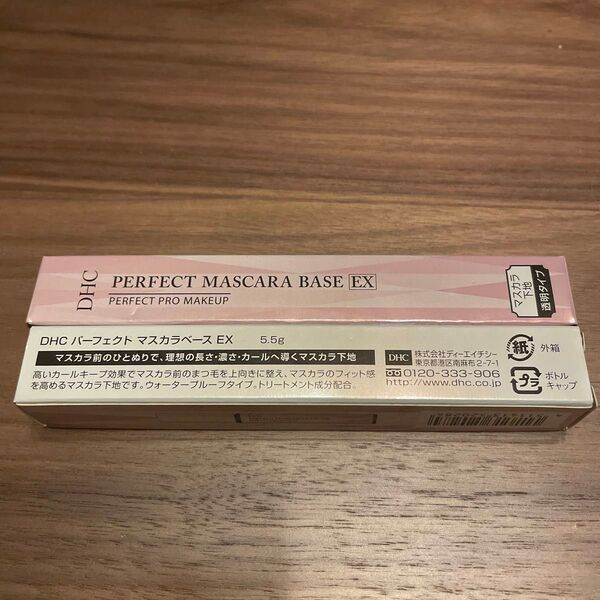 DHC PERFECT MASCARA BASE EX
PERFECT PRO MAKEUP
マスカラ
下地
透明タイプ
DHC パーフェクト マスカラベース EX 5.5g
マスカラ前のひとぬりで、理想の長さ・濃さ・カールへ導くマスカラ下地
高いカールキープ効果でマスカラ前のまつ毛を上向きに整え、マスカラのフィット感
を高めるマスカラ下地です。ウォータープルーフタイプ。トリートメント成分配合。
DHC 株式会社ディーエイチシー
東京都港区南麻布2-7-1
0120-333-906
http://www.dhc.co.jp
紙 外箱
プラ ボトル
キャップ